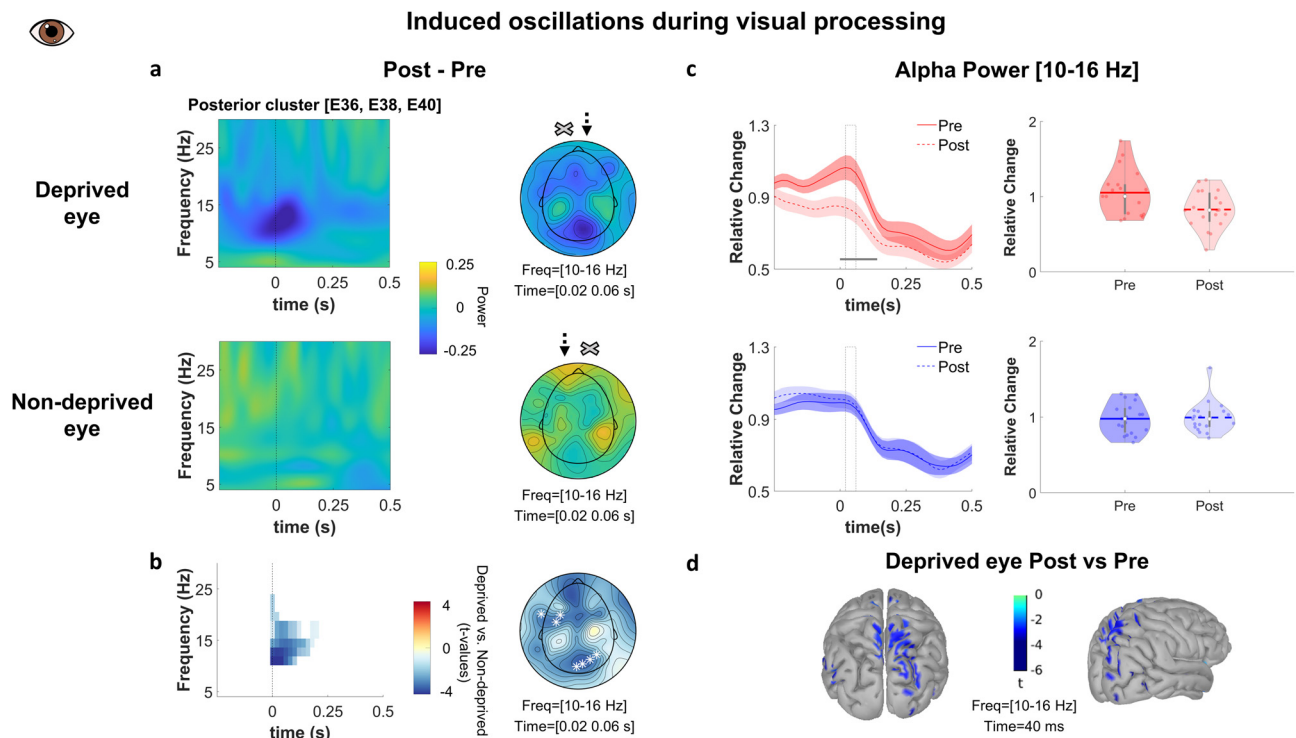 Induced oscillations during visual processing
a
Post - Pre
Posterior cluster [E36, E38, E40]
Deprived
eye
Frequency (Hz)
25
15
5
0
0.5
time (s)
0.25
0
-0.25
Power
Freq=[10-16 Hz]
Time=[0.02 0.06 s]
Non-deprived
eye
Frequency (Hz)
25
15
5
0
0.5
time (s)
Freq=[10-16 Hz]
Time=[0.02 0.06 s]
b
Frequency (Hz)
25
15
5
0
0.5
time (s)
4
2
0
-2
-4
Deprived vs. Non-deprived
(t-values)
Freq=[10-16 Hz]
Time=[0.02 0.06 s]
c
Alpha Power [10-16 Hz]
Relative Change
1.3
0.9
0.5
0
0.25
0.5
time(s)
Pre
Post
Relative Change
2
1
0
Pre
Post
Relative Change
1.3
0.9
0.5
0
0.25
0.5
time(s)
Pre
Post
Relative Change
2
1
0
Pre
Post
d
Deprived eye Post vs Pre
0
-2
-4
-6
t
Freq=[10-16 Hz]
Time=40 ms